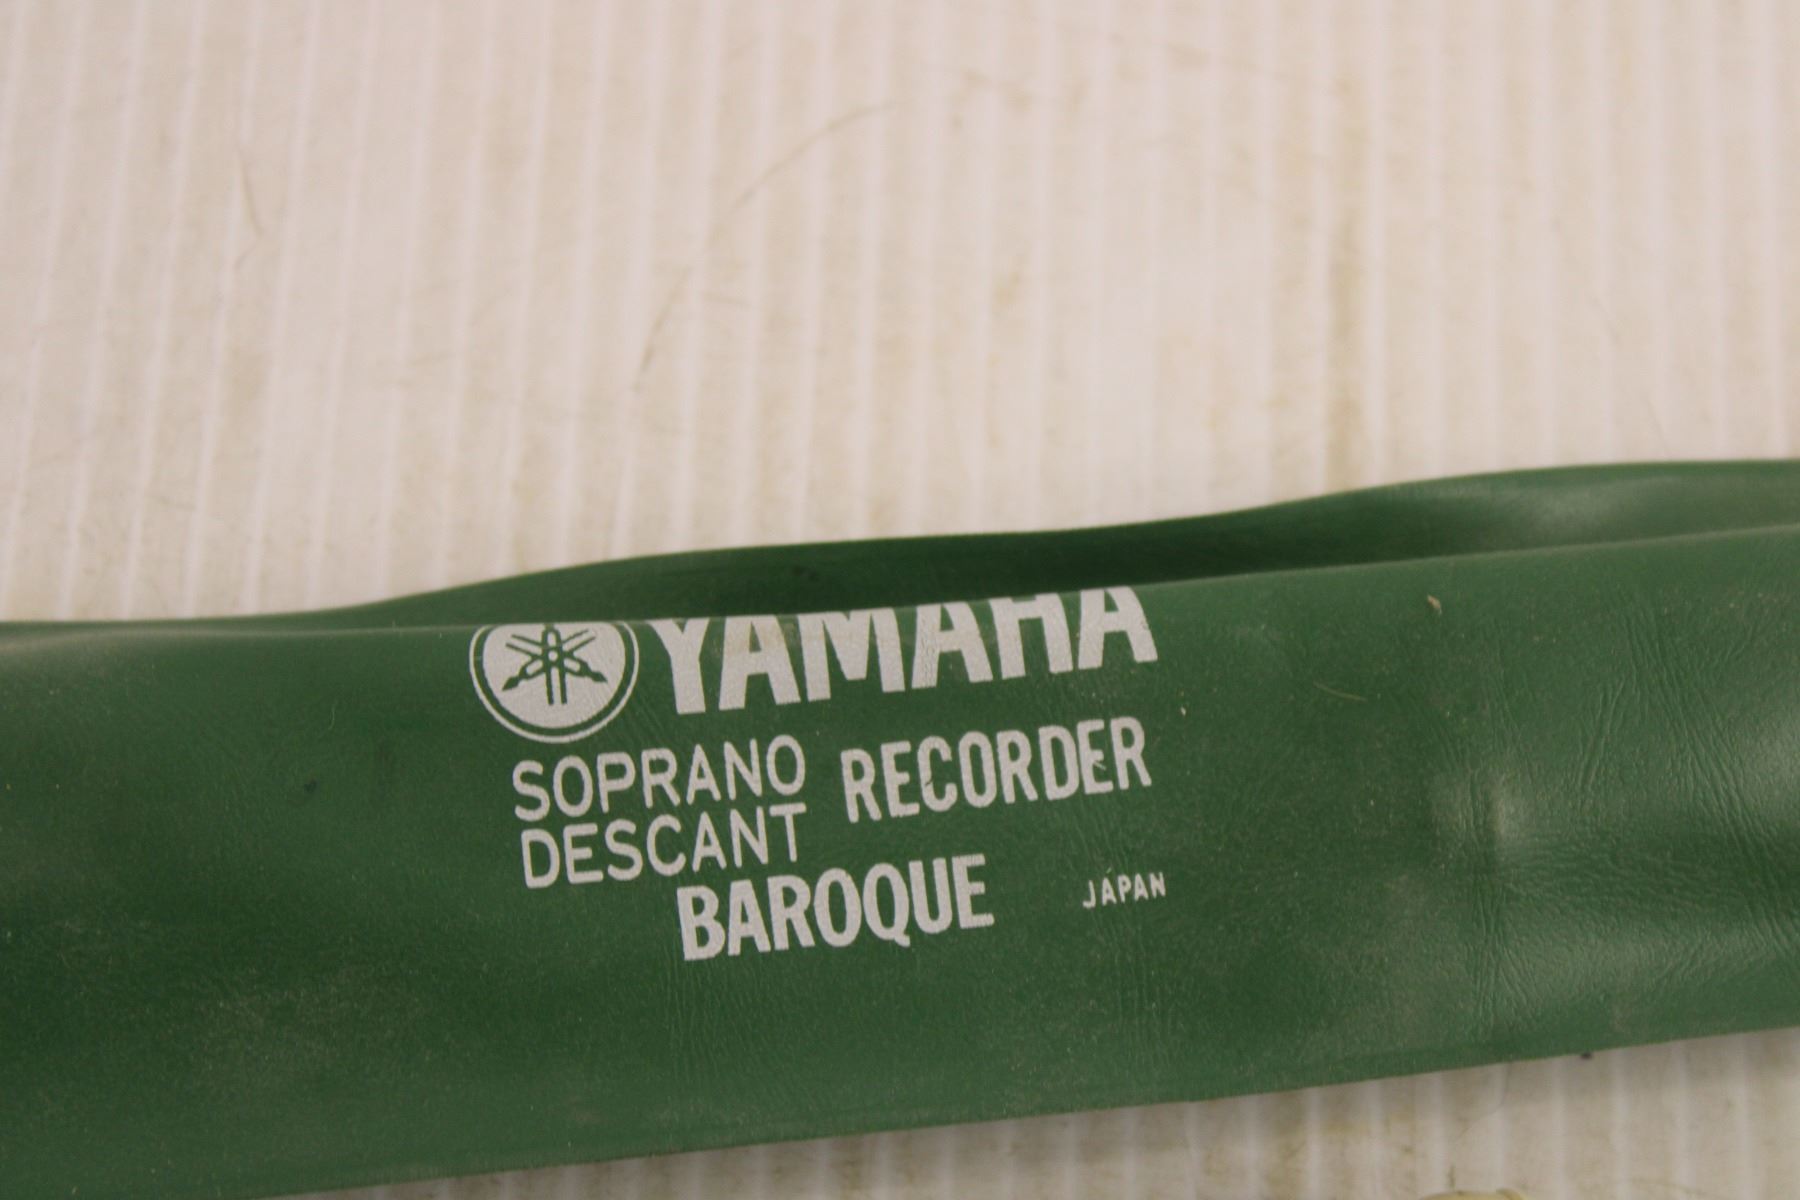 YAMAHA
SOPRANO RECORDER
DESCANT
BAROQUE JAPAN